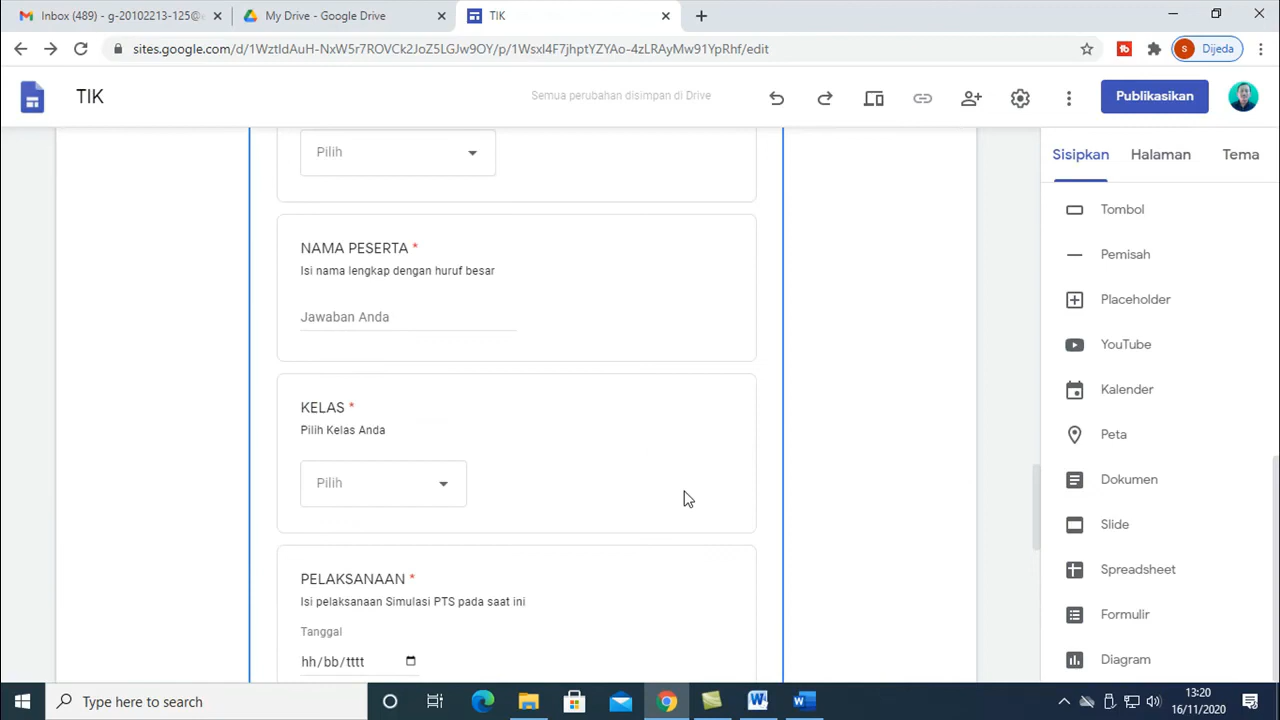 Inbox (489) - g-20102213-125@
My Drive - Google Drive
TIK
sites.google.com/d/1WztIdAuH-NxW5r7ROVCk2JoZ5LGJw9OY/p/1WsxI4F7jhptYZYAo-4zLRAyMw91YpRhf/edit
S
Dijeda
TIK
Semua perubahan disimpan di Drive
Publikasikan
Sisipkan
Halaman
Tema
Pilih
Tombol
NAMA PESERTA *
Isi nama lengkap dengan huruf besar
Pemisah
Placeholder
Jawaban Anda
YouTube
Kalender
KELAS *
Pilih Kelas Anda
Peta
Pilih
Dokumen
Slide
Spreadsheet
PELAKSANAAN *
Isi pelaksanaan Simulasi PTS pada saat ini
Formulir
Tanggal
hh/bb/tttt
Diagram
Type here to search
13:20
16/11/2020